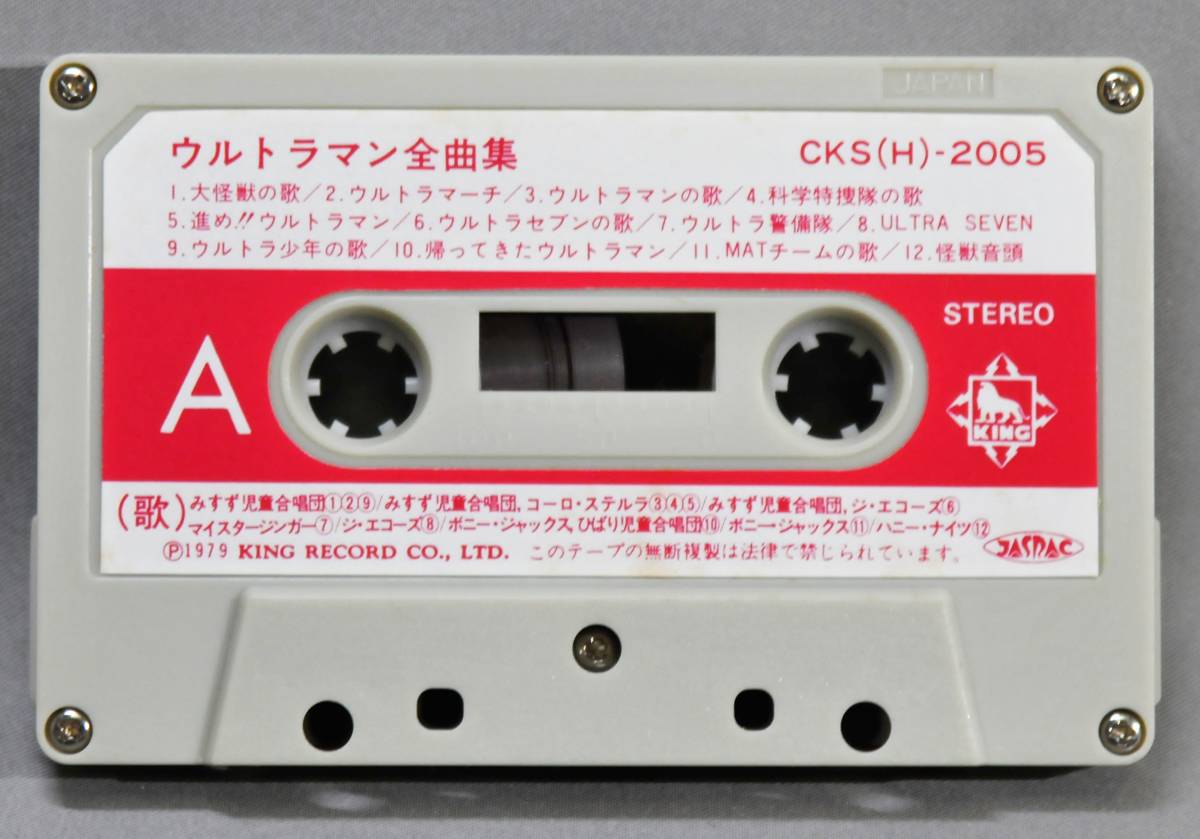 JAPAN
ウルトラマン全曲集 CKS(H)-2005
1.大怪獣の歌/2.ウルトラマーチ/3.ウルトラマンの歌/4.科学特捜隊の歌
5.進め!!ウルトラマン/6.ウルトラセブンの歌/7.ウルトラ警備隊/8.ULTRA SEVEN
9.ウルトラ少年の歌/10.帰ってきたウルトラマン/11.MATチームの歌/12.怪獣音頭
STEREO
A
KING
(歌)みすず児童合唱団①②⑨/みすず児童合唱団,コーロ・ステルラ③④⑤/みすず児童合唱団,ジ・エコーズ⑥
マイスタージンガー⑦/ジ・エコーズ⑧/ボニー・ジャックス,ひばり児童合唱団⑩/ボニー・ジャックス⑪/ハニー・ナイツ⑫
Ⓟ1979 KING RECORD CO., LTD. このテープの無断複製は法律で禁じられています。 JASRAC